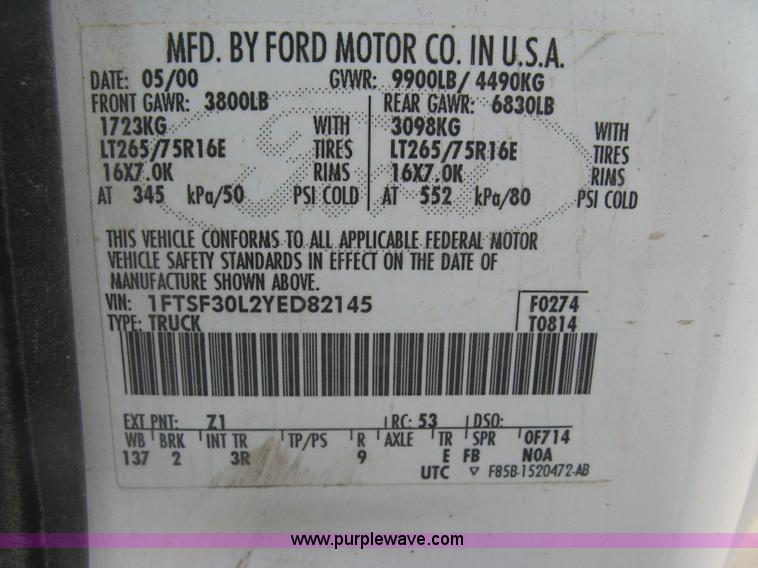 MFD. BY FORD MOTOR CO. IN U.S.A.
DATE: 05/00 GVWR: 9900LB/ 4490KG
FRONT GAWR: 3800LB REAR GAWR: 6830LB
1723KG WITH 3098KG WITH
LT265/75R16E TIRES LT265/75R16E TIRES
16X7.0K RIMS 16X7.0K RIMS
AT 345 kPa/50 PSI COLD AT 552 kPa/80 PSI COLD
THIS VEHICLE CONFORMS TO ALL APPLICABLE FEDERAL MOTOR
VEHICLE SAFETY STANDARDS IN EFFECT ON THE DATE OF
MANUFACTURE SHOWN ABOVE.
VIN: 1FTSF30L2YED82145 F0274
TYPE: TRUCK T0814
EXT PNT: Z1 RC: 53 DSO:
WB BRK INT TR TP/PS R AXLE TR SPR 0F714
137 2 3R 9 E FB N0A
UTC ▽ F85B-1520472-AB
www.purplewave.com